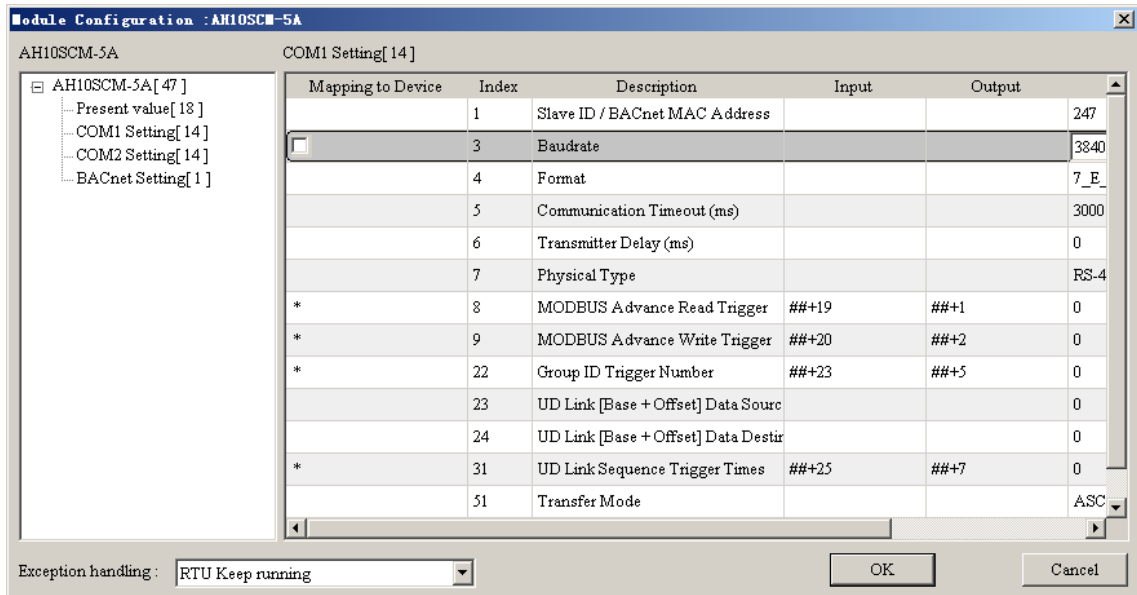 Module Configuration :AH10SCM-5A
AH10SCM-5A
COM1 Setting[ 14 ]
AH10SCM-5A[ 47 ]
Present value[ 18 ]
COM1 Setting[ 14 ]
COM2 Setting[ 14 ]
BACnet Setting[ 1 ]
Mapping to Device Index Description Input Output
1 Slave ID / BACnet MAC Address 247
3 Baudrate 3840
4 Format 7_E_
5 Communication Timeout (ms) 3000
6 Transmitter Delay (ms) 0
7 Physical Type RS-4
* 8 MODBUS Advance Read Trigger ##+19 ##+1 0
* 9 MODBUS Advance Write Trigger ##+20 ##+2 0
* 22 Group ID Trigger Number ##+23 ##+5 0
23 UD Link [Base + Offset] Data Sourc 0
24 UD Link [Base + Offset] Data Destin 0
* 31 UD Link Sequence Trigger Times ##+25 ##+7 0
51 Transfer Mode ASC
Exception handling : RTU Keep running OK Cancel